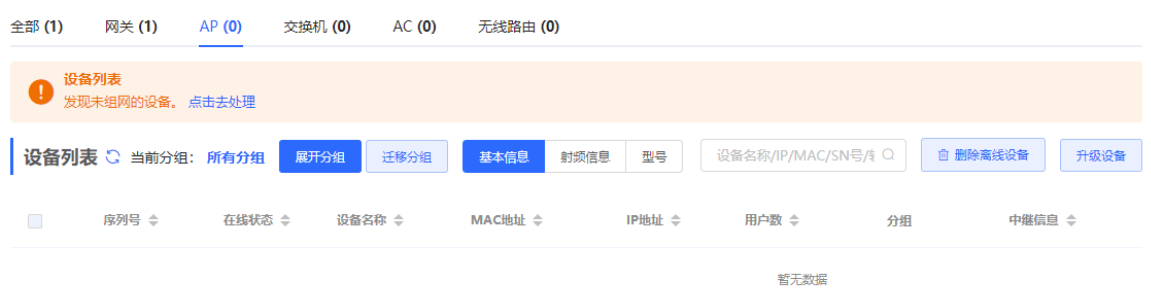 全部 (1) 网关 (1) AP (0) 交换机 (0) AC (0) 无线路由 (0)
设备列表
发现未组网的设备。 点击去处理
设备列表 当前分组： 所有分组 展开分组 迁移分组 基本信息 射频信息 型号 设备名称/IP/MAC/SN号/ 删除离线设备 升级设备
序列号 在线状态 设备名称 MAC地址 IP地址 用户数 分组 中继信息
暂无数据